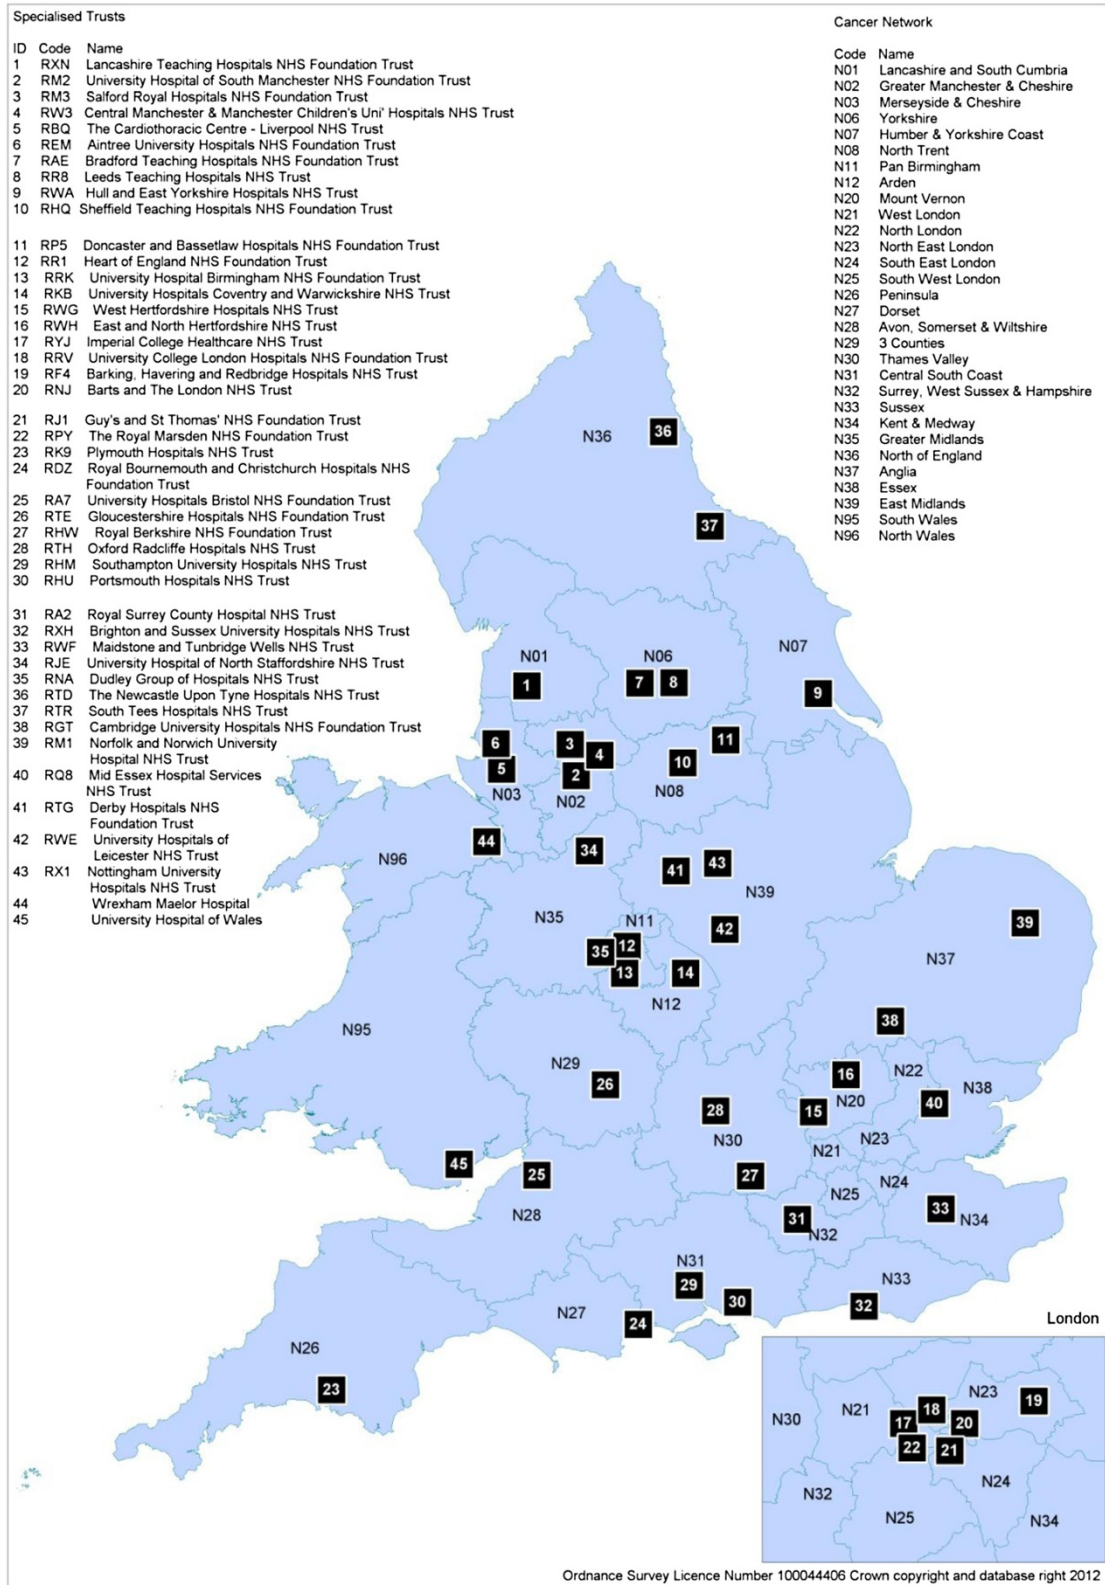 Specialised Trusts
ID Code Name
1 RXN Lancashire Teaching Hospitals NHS Foundation Trust
2 RM2 University Hospital of South Manchester NHS Foundation Trust
3 RM3 Salford Royal Hospitals NHS Foundation Trust
4 RW3 Central Manchester & Manchester Children's Uni' Hospitals NHS Trust
5 RBQ The Cardiothoracic Centre - Liverpool NHS Trust
6 REM Aintree University Hospitals NHS Foundation Trust
7 RAE Bradford Teaching Hospitals NHS Foundation Trust
8 RR8 Leeds Teaching Hospitals NHS Trust
9 RWA Hull and East Yorkshire Hospitals NHS Trust
10 RHQ Sheffield Teaching Hospitals NHS Foundation Trust
11 RP5 Doncaster and Bassetlaw Hospitals NHS Foundation Trust
12 RR1 Heart of England NHS Foundation Trust
13 RRK University Hospital Birmingham NHS Foundation Trust
14 RKB University Hospitals Coventry and Warwickshire NHS Trust
15 RWG West Hertfordshire Hospitals NHS Trust
16 RWH East and North Hertfordshire NHS Trust
17 RYJ Imperial College Healthcare NHS Trust
18 RRV University College London Hospitals NHS Foundation Trust
19 RF4 Barking, Havering and Redbridge Hospitals NHS Trust
20 RNJ Barts and The London NHS Trust
21 RJ1 Guy's and St Thomas' NHS Foundation Trust
22 RPY The Royal Marsden NHS Foundation Trust
23 RK9 Plymouth Hospitals NHS Trust
24 RDZ Royal Bournemouth and Christchurch Hospitals NHS
Foundation Trust
25 RA7 University Hospitals Bristol NHS Foundation Trust
26 RTE Gloucestershire Hospitals NHS Foundation Trust
27 RHW Royal Berkshire NHS Foundation Trust
28 RTH Oxford Radcliffe Hospitals NHS Trust
29 RHM Southampton University Hospitals NHS Trust
30 RHU Portsmouth Hospitals NHS Trust
31 RA2 Royal Surrey County Hospital NHS Trust
32 RXH Brighton and Sussex University Hospitals NHS Trust
33 RWF Maidstone and Tunbridge Wells NHS Trust
34 RJE University Hospital of North Staffordshire NHS Trust
35 RNA Dudley Group of Hospitals NHS Trust
36 RTD The Newcastle Upon Tyne Hospitals NHS Trust
37 RTR South Tees Hospitals NHS Trust
38 RGT Cambridge University Hospitals NHS Foundation Trust
39 RM1 Norfolk and Norwich University
Hospital NHS Trust
40 RQ8 Mid Essex Hospital Services
NHS Trust
41 RTG Derby Hospitals NHS
Foundation Trust
42 RWE University Hospitals of
Leicester NHS Trust
43 RX1 Nottingham University
Hospitals NHS Trust
44 Wrexham Maelor Hospital
45 University Hospital of Wales
Cancer Network
Code Name
N01 Lancashire and South Cumbria
N02 Greater Manchester & Cheshire
N03 Merseyside & Cheshire
N06 Yorkshire
N07 Humber & Yorkshire Coast
N08 North Trent
N11 Pan Birmingham
N12 Arden
N20 Mount Vernon
N21 West London
N22 North London
N23 North East London
N24 South East London
N25 South West London
N26 Peninsula
N27 Dorset
N28 Avon, Somerset & Wiltshire
N29 3 Counties
N30 Thames Valley
N31 Central South Coast
N32 Surrey, West Sussex & Hampshire
N33 Sussex
N34 Kent & Medway
N35 Greater Midlands
N36 North of England
N37 Anglia
N38 Essex
N39 East Midlands
N95 South Wales
N96 North Wales
N36 36
37
N01 N06 N07
1 7 8 9
6 3 4 11
5 2 10
N03 N02 N08
44 34 41 43
N96 N39
N35 N11 42 39
35 12
13 14 N37
N12
N95 38
N29 26 16 N22 N38
28 15 N20 40
N30 N21 N23
45 25 27 N25 N24 33
N28 31 N32 N34
N31 N33
29 30 32
N27 24
N26
23
London
N30 N21 N23 19
17 18 20
22 21
N32 N25 N24 N34
Ordnance Survey Licence Number 100044406 Crown copyright and database right 2012